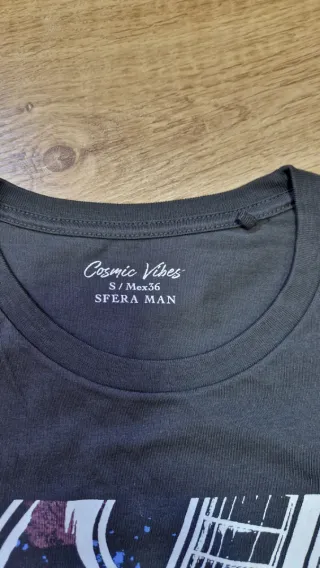 Cosmic Vibes
S / Mex36
SFERA MAN